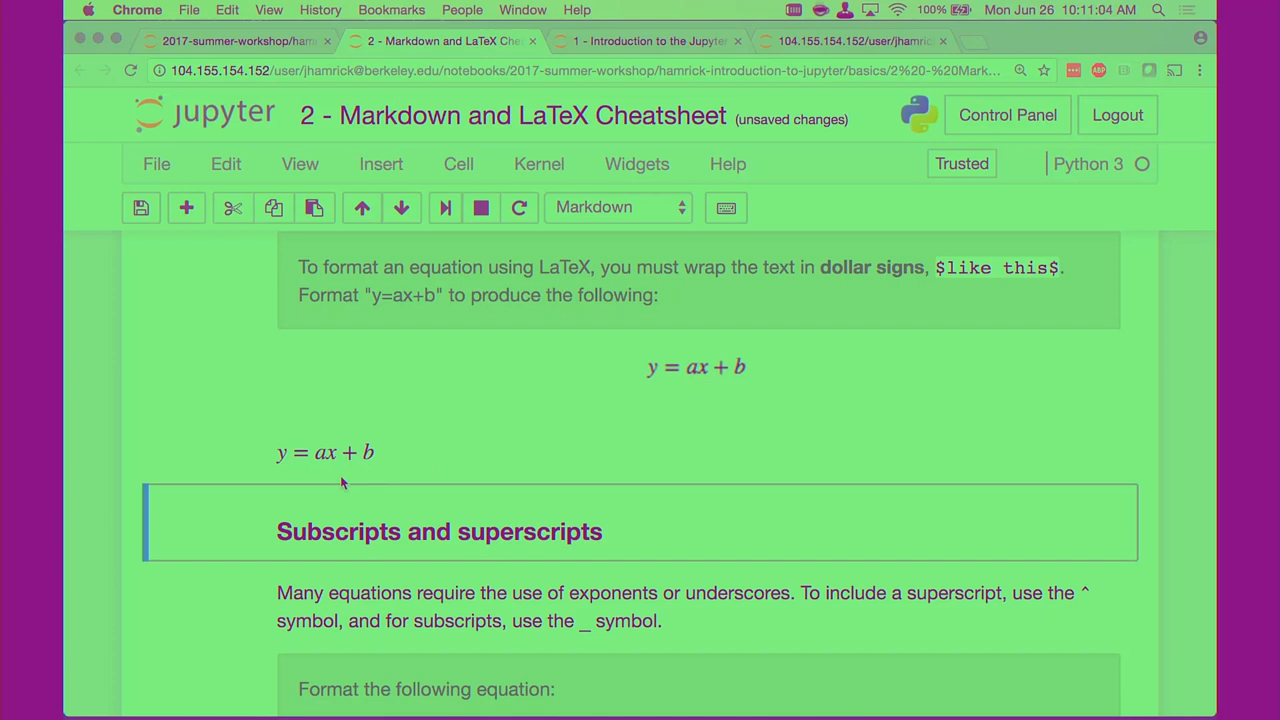 Chrome File Edit View History Bookmarks People Window Help 100% Mon Jun 26 10:11:04 AM
2017-summer-workshop/ham 2 - Markdown and LaTeX Che 1 - Introduction to the Jupyter 104.155.154.152/user/jhamrick
104.155.154.152/user/jhamrick@berkeley.edu/notebooks/2017-summer-workshop/hamrick-introduction-to-jupyter/basics/2%20-%20Mark...
jupyter 2 - Markdown and LaTeX Cheatsheet (unsaved changes) Control Panel Logout
File Edit View Insert Cell Kernel Widgets Help Trusted Python 3
Markdown
To format an equation using LaTeX, you must wrap the text in dollar signs, $like this$.
Format "y=ax+b" to produce the following:
y = ax + b
y = ax + b
Subscripts and superscripts
Many equations require the use of exponents or underscores. To include a superscript, use the ^
symbol, and for subscripts, use the _ symbol.
Format the following equation: